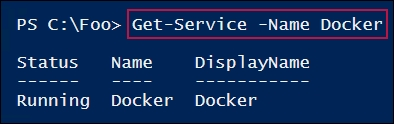 PS C:\Foo> Get-Service -Name Docker
Status   Name   DisplayName
------   ----   -----------
Running  Docker Docker